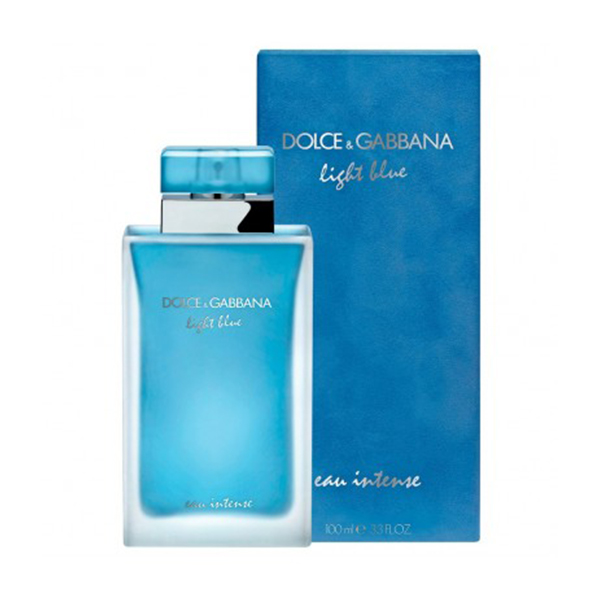 DOLCE & GABBANA
light blue
eau intense
100 ml ℮ 3.3 FL.OZ.
DOLCE & GABBANA
light blue
eau intense